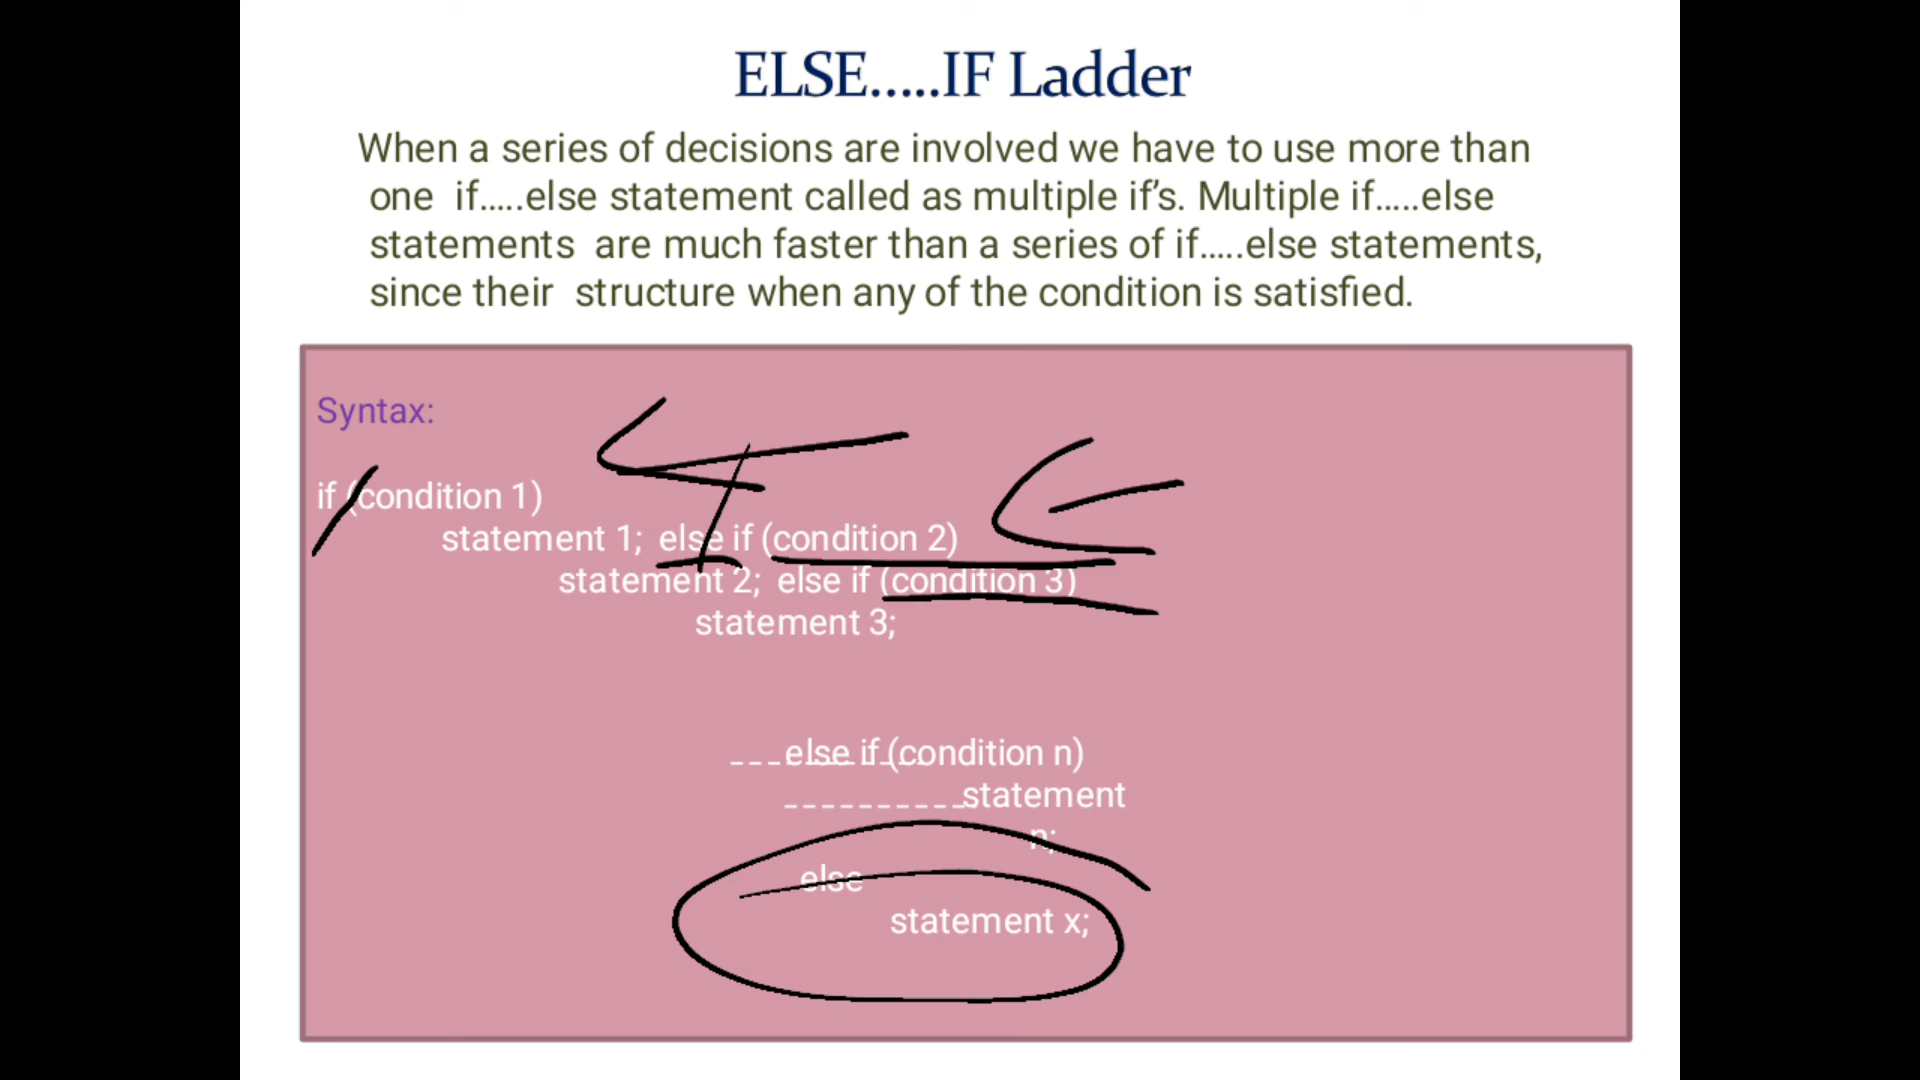 ELSE.....IF Ladder
When a series of decisions are involved we have to use more than
one if.....else statement called as multiple if’s. Multiple if.....else
statements are much faster than a series of if.....else statements,
since their structure when any of the condition is satisfied.
Syntax:
if (condition 1)
statement 1; else if (condition 2)
statement 2; else if (condition 3)
statement 3;
else if (condition n)
statement
n;
else
statement x;